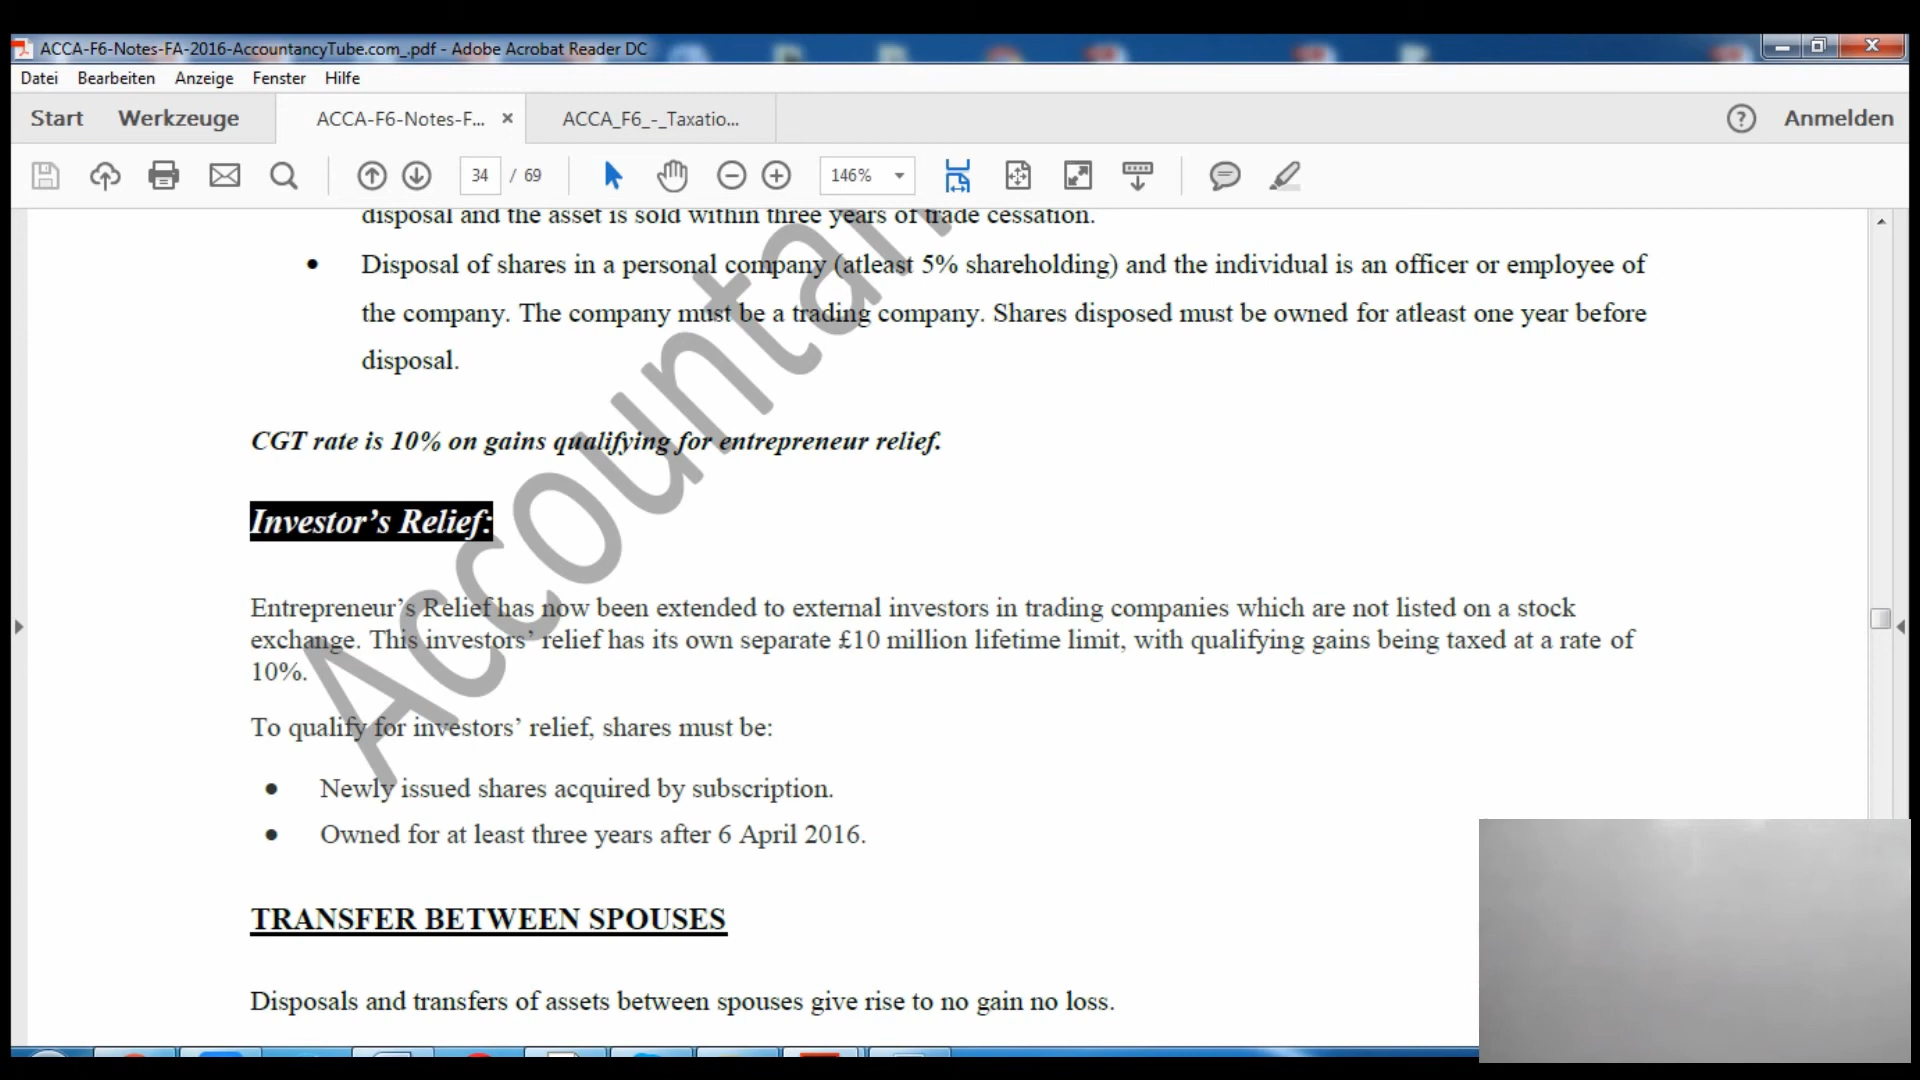 ACCA-F6-Notes-FA-2016-AccountancyTube.com_.pdf - Adobe Acrobat Reader DC
Datei Bearbeiten Anzeige Fenster Hilfe
Start Werkzeuge ACCA-F6-Notes-F... × ACCA_F6_-_Taxatio... ? Anmelden
34 / 69 146%
disposal and the asset is sold within three years of trade cessation.
• Disposal of shares in a personal company (atleast 5% shareholding) and the individual is an officer or employee of
the company. The company must be a trading company. Shares disposed must be owned for atleast one year before
disposal.
CGT rate is 10% on gains qualifying for entrepreneur relief.
Investor’s Relief:
Entrepreneur’s Relief has now been extended to external investors in trading companies which are not listed on a stock
exchange. This investors’ relief has its own separate £10 million lifetime limit, with qualifying gains being taxed at a rate of
10%.
To qualify for investors’ relief, shares must be:
• Newly issued shares acquired by subscription.
• Owned for at least three years after 6 April 2016.
TRANSFER BETWEEN SPOUSES
Disposals and transfers of assets between spouses give rise to no gain no loss.
Accountan